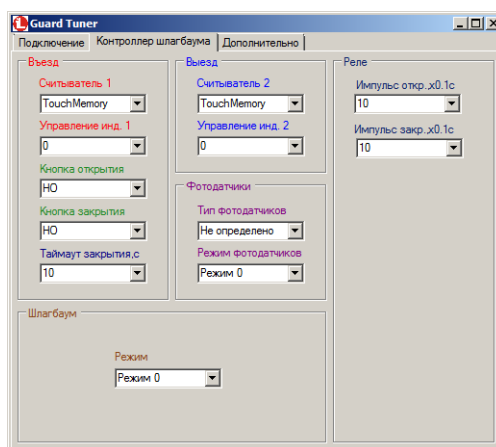 Guard Tuner
Подключение Контроллер шлагбаума Дополнительно
Въезд
Считыватель 1
TouchMemory
Управление инд. 1
0
Кнопка открытия
НО
Кнопка закрытия
НО
Таймаут закрытия,с
10
Выезд
Считыватель 2
TouchMemory
Управление инд. 2
0
Фотодатчики
Тип фотодатчиков
Не определено
Режим фотодатчиков
Режим 0
Реле
Импульс откр.,x0.1с
10
Импульс закр.,x0.1с
10
Шлагбаум
Режим
Режим 0